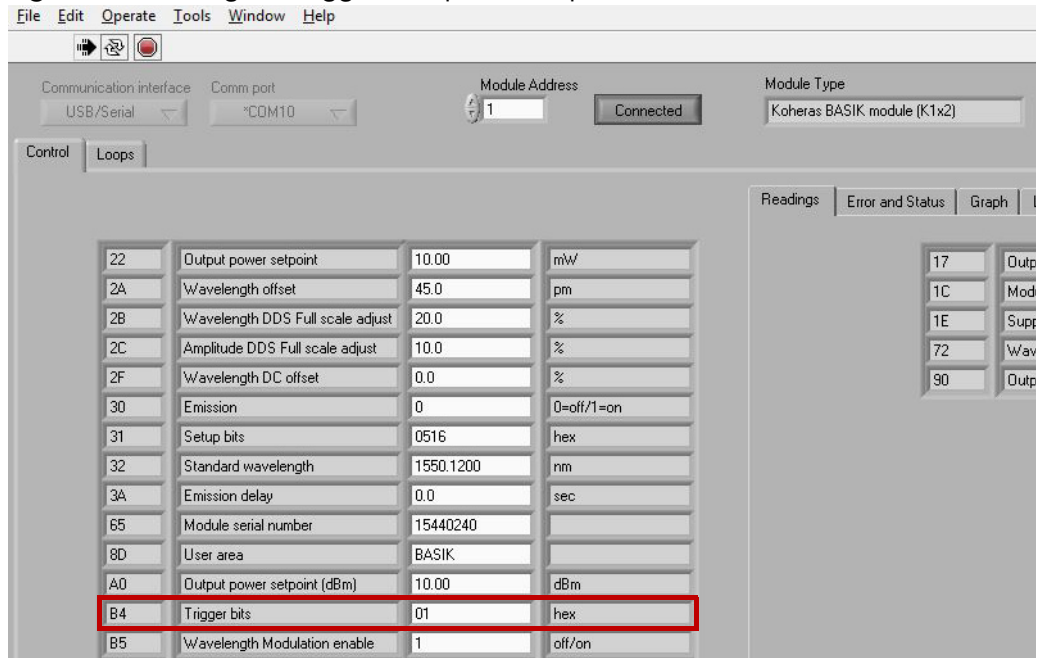 File Edit Operate Tools Window Help
Communication interface Comm port Module Address Module Type
USB/Serial *COM10 1 Connected Koheras BASIK module (K1x2)
Control Loops
Readings Error and Status Graph
22 Output power setpoint 10.00 mW
2A Wavelength offset 45.0 pm
2B Wavelength DDS Full scale adjust 20.0 %
2C Amplitude DDS Full scale adjust 10.0 %
2F Wavelength DC offset 0.0 %
30 Emission 0 0=off/1=on
31 Setup bits 0516 hex
32 Standard wavelength 1550.1200 nm
3A Emission delay 0.0 sec
65 Module serial number 15440240
8D User area BASIK
A0 Output power setpoint (dBm) 10.00 dBm
B4 Trigger bits 01 hex
B5 Wavelength Modulation enable 1 off/on
17 Outp
1C Mod
1E Supp
72 Wav
90 Outp